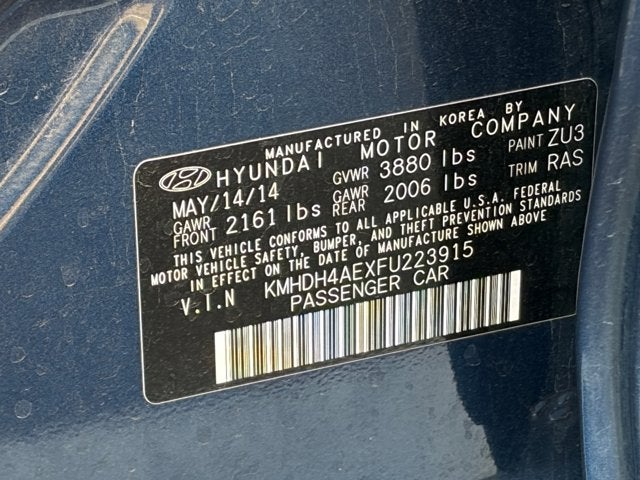 MANUFACTURED IN KOREA BY
HYUNDAI MOTOR COMPANY
MAY/14/14 GVWR 3880 lbs PAINT ZU3
GAWR FRONT 2161 lbs GAWR REAR 2006 lbs TRIM RAS
THIS VEHICLE CONFORMS TO ALL APPLICABLE U.S.A. FEDERAL
MOTOR VEHICLE SAFETY, BUMPER, AND THEFT PREVENTION STANDARDS
IN EFFECT ON THE DATE OF MANUFACTURE SHOWN ABOVE.
V.I.N KMHDH4AEXFU223915
PASSENGER CAR